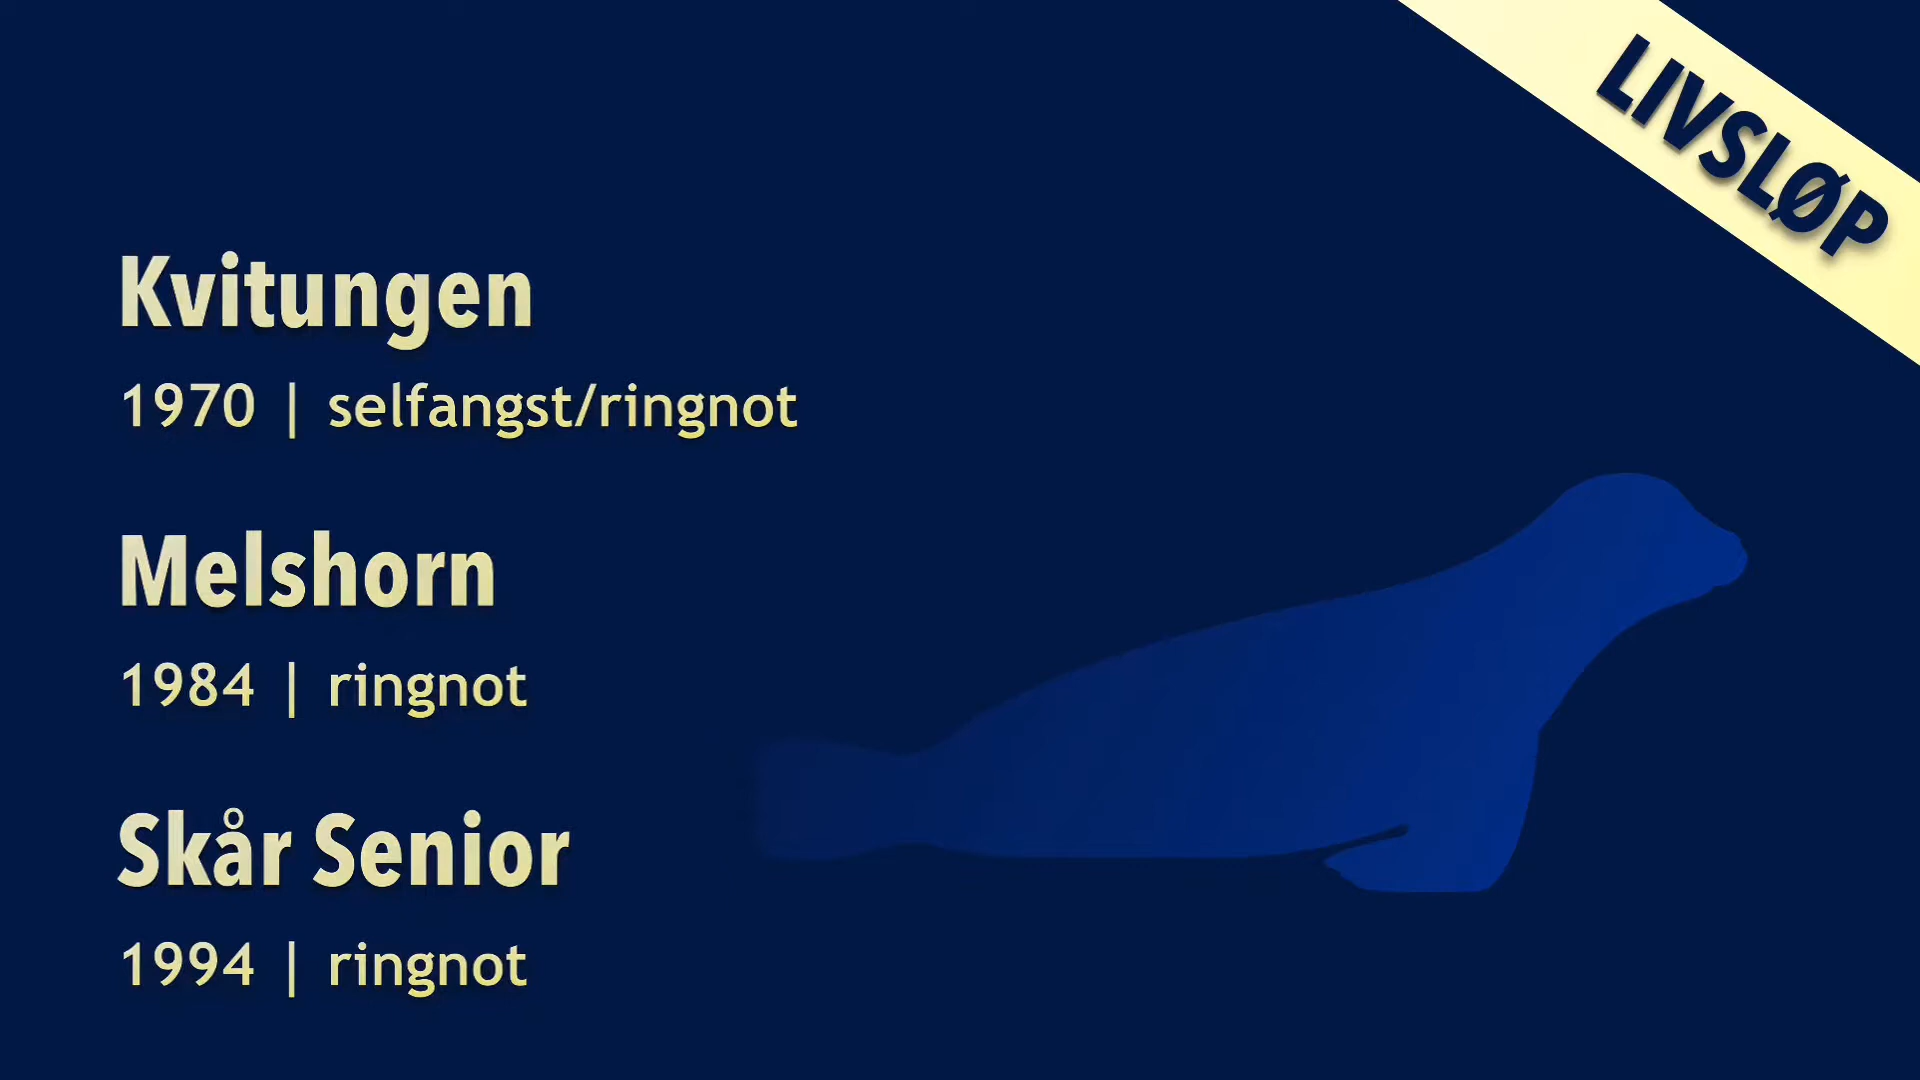 LIVSLØP
Kvitungen
1970 | selfangst/ringnot
Melshorn
1984 | ringnot
Skår Senior
1994 | ringnot